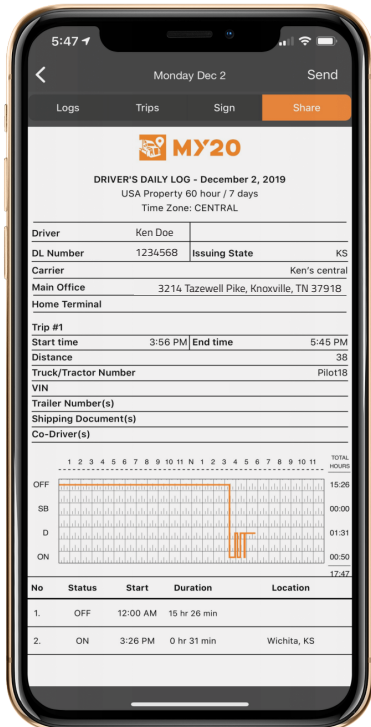 5:47
Monday Dec 2 Send
Logs Trips Sign Share
MY20
DRIVER'S DAILY LOG - December 2, 2019
USA Property 60 hour / 7 days
Time Zone: CENTRAL
Driver Ken Doe
DL Number 1234568 Issuing State KS
Carrier Ken's central
Main Office 3214 Tazewell Pike, Knoxville, TN 37918
Home Terminal
Trip #1
Start time 3:56 PM End time 5:45 PM
Distance 38
Truck/Tractor Number Pilot18
VIN
Trailer Number(s)
Shipping Document(s)
Co-Driver(s)
1 2 3 4 5 6 7 8 9 10 11 N 1 2 3 4 5 6 7 8 9 10 11 TOTAL HOURS
OFF 15:26
SB 00:00
D 01:31
ON 00:50
17:47
No Status Start Duration Location
1. OFF 12:00 AM 15 hr 26 min
2. ON 3:26 PM 0 hr 31 min Wichita, KS